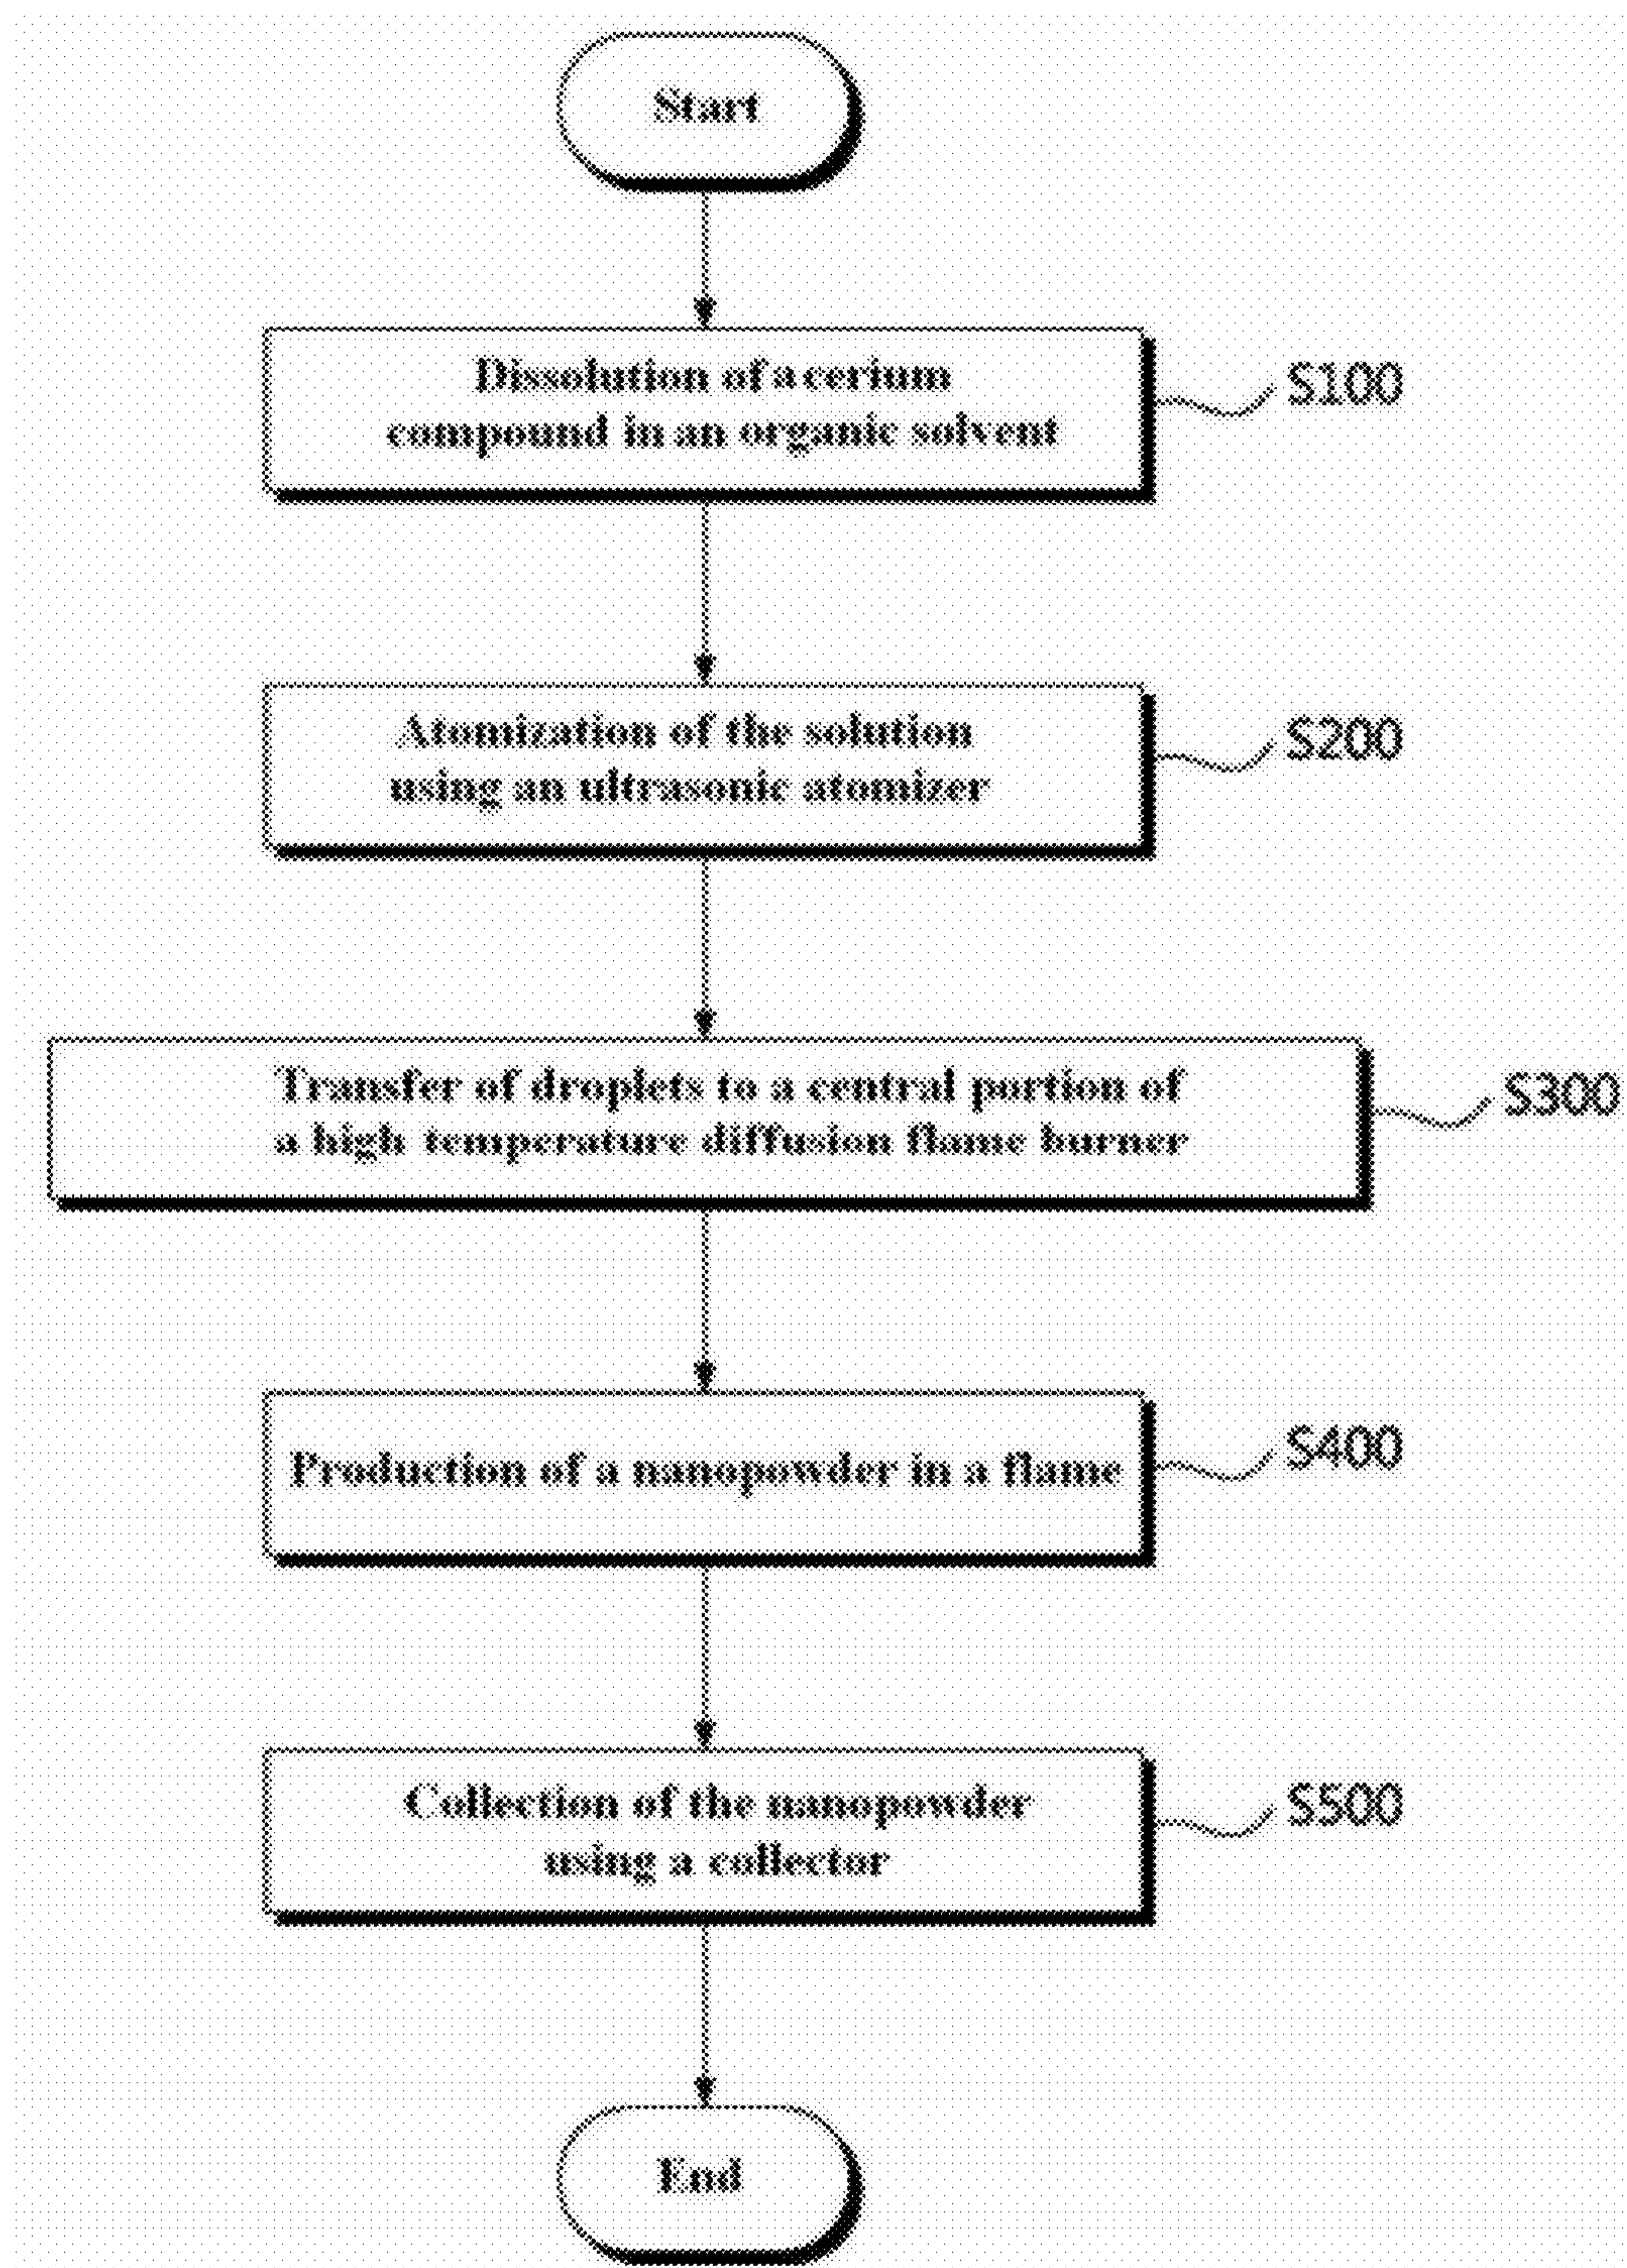 Start
Dissolution of a cerium
compound in an organic solvent
S100
Atomization of the solution
using an ultrasonic atomizer
S200
Transfer of droplets to a central portion of
a high temperature diffusion flame burner
S300
Production of a nanopowder in a flame
S400
Collection of the nanopowder
using a collector
S500
End